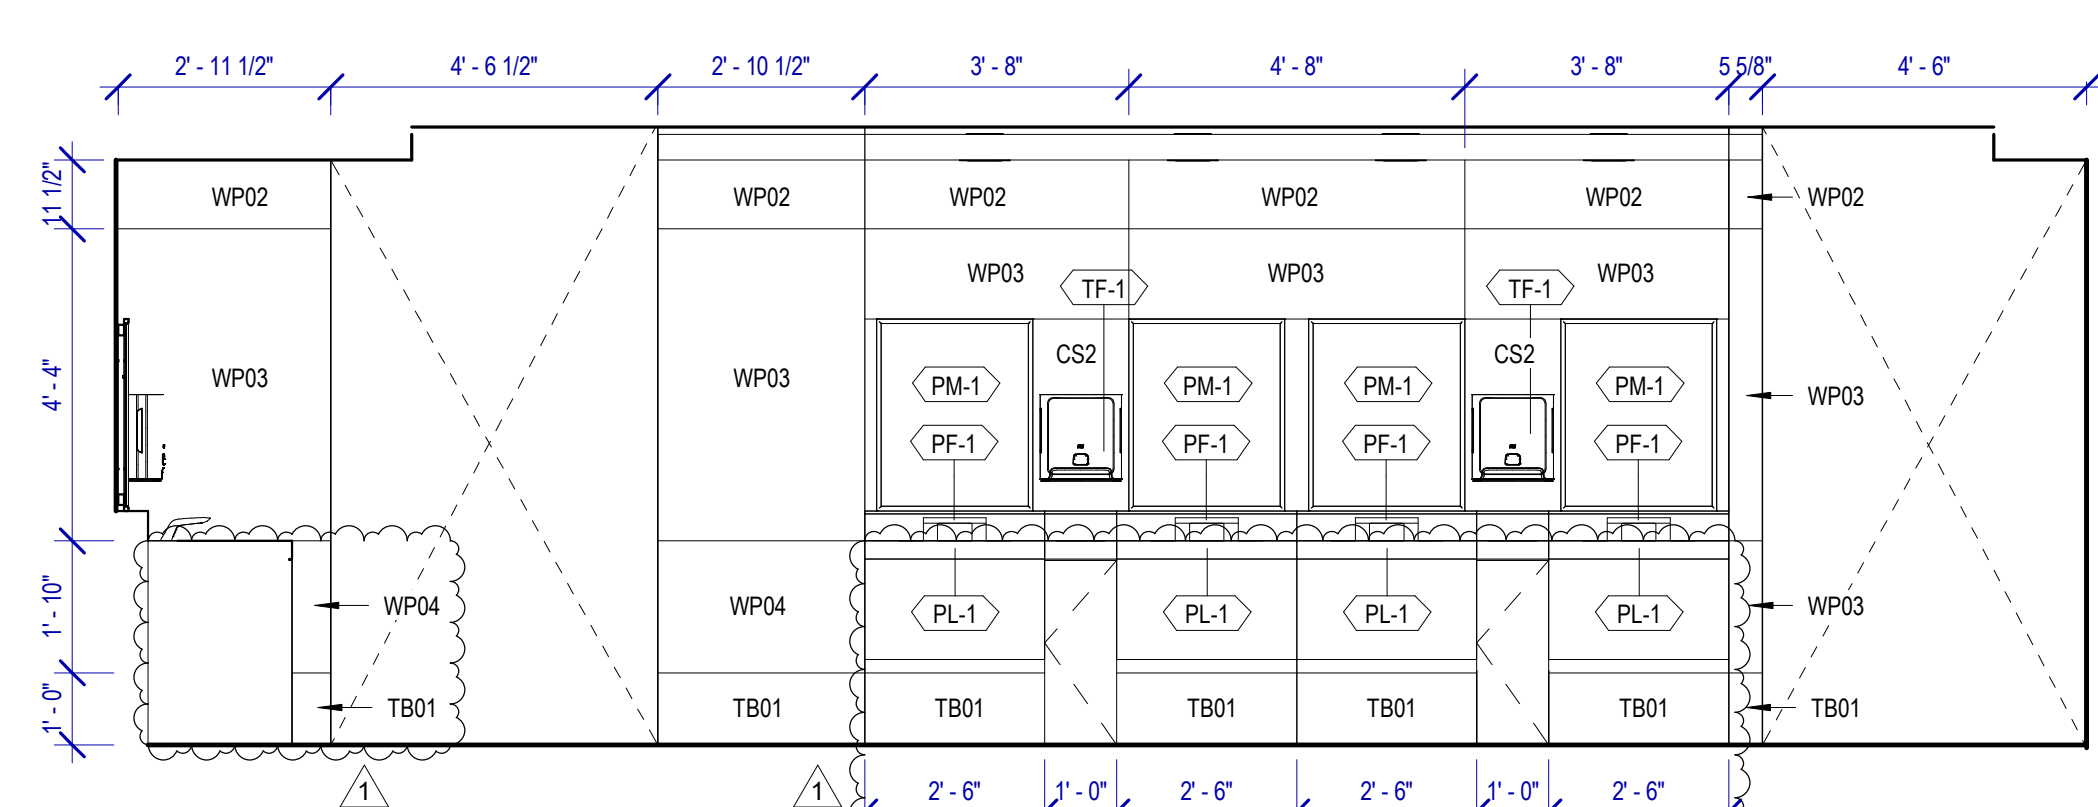 2' - 11 1/2" 4' - 6 1/2" 2' - 10 1/2" 3' - 8" 4' - 8" 3' - 8" 5 5/8" 4' - 6"
11 1/2"
WP02 WP02 WP02 WP02 WP02 WP02
WP03 WP03 WP03
TF-1 TF-1
CS2 CS2
4' - 4"
WP03 WP03 PM-1 PM-1 PM-1 PM-1 WP03
PF-1 PF-1 PF-1 PF-1
1' - 10"
WP04 WP04 PL-1 PL-1 PL-1 PL-1 WP03
1' - 0"
TB01 TB01 TB01 TB01 TB01 TB01 TB01
1 1 2' - 6" 1' - 0" 2' - 6" 2' - 6" 1' - 0" 2' - 6"